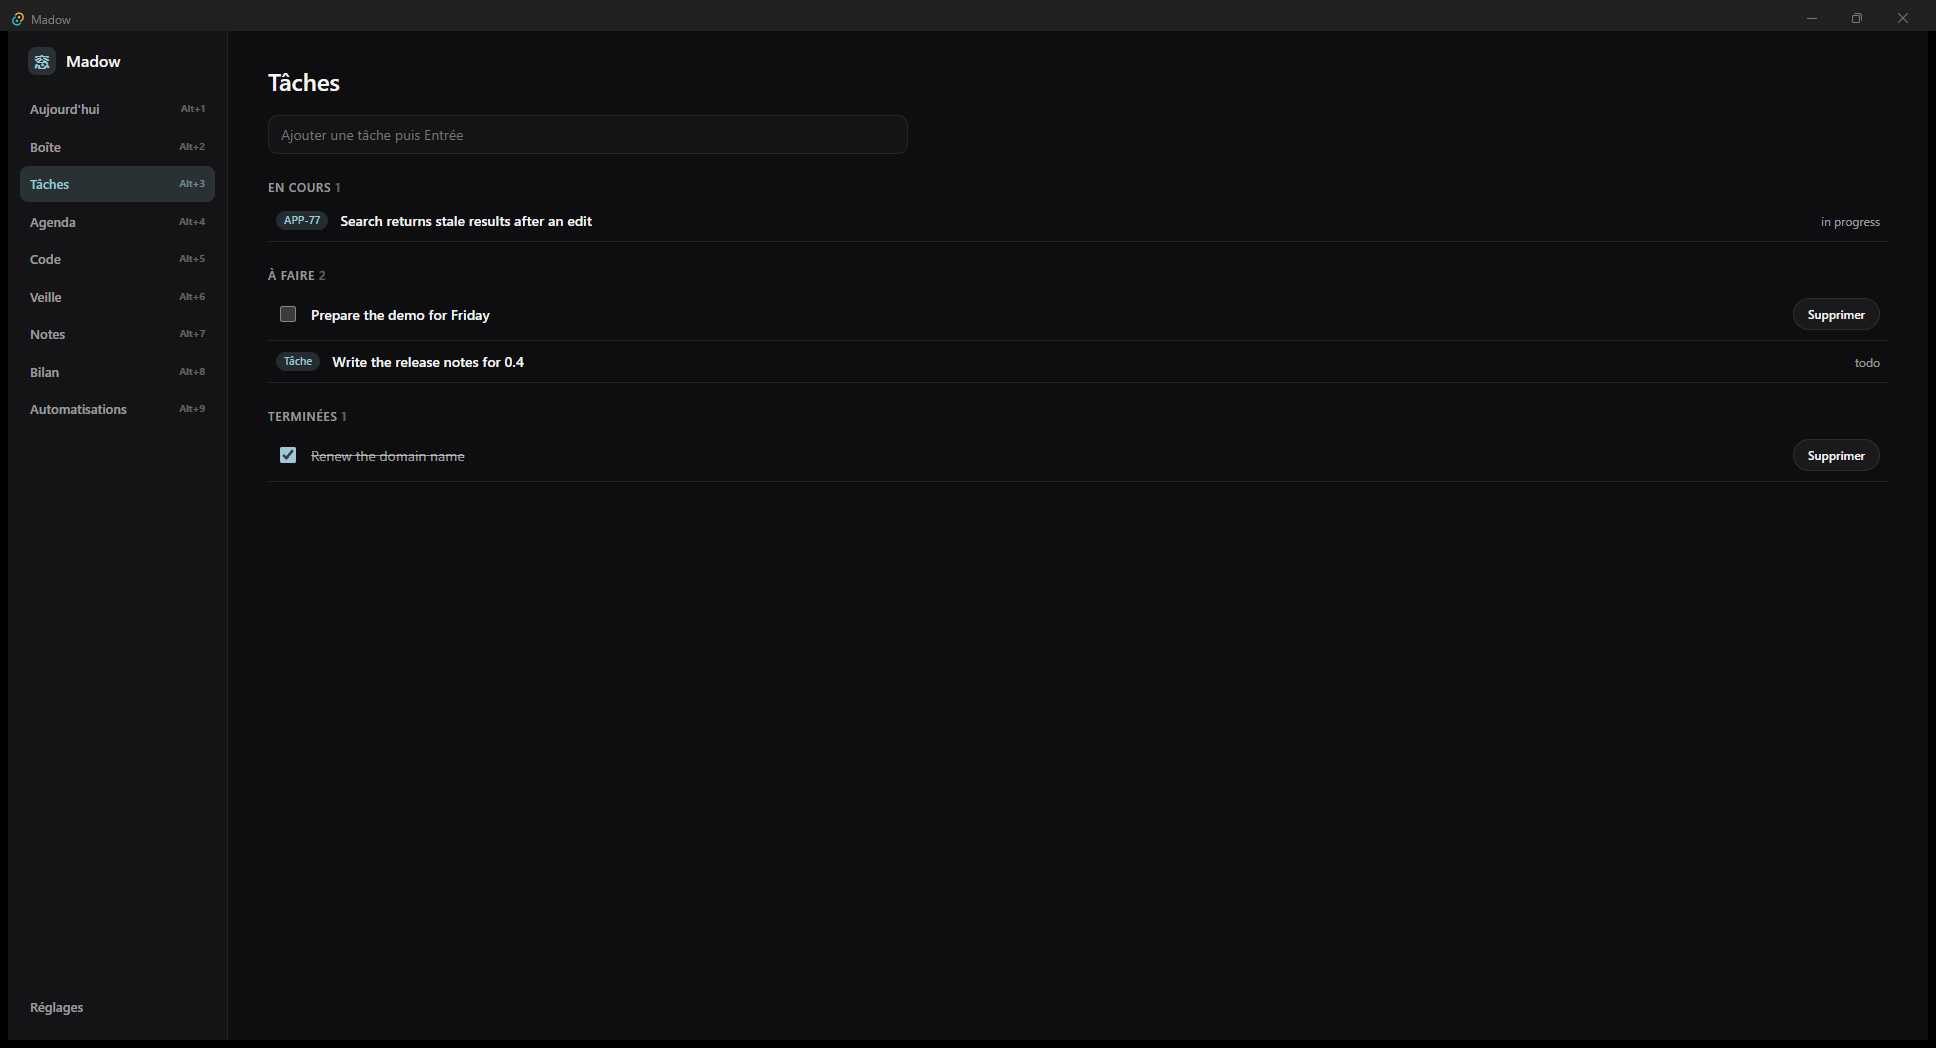 Madow
窓 Madow
Aujourd'hui Alt+1
Boîte Alt+2
Tâches Alt+3
Agenda Alt+4
Code Alt+5
Veille Alt+6
Notes Alt+7
Bilan Alt+8
Automatisations Alt+9
Réglages
Tâches
Ajouter une tâche puis Entrée
EN COURS 1
APP-77 Search returns stale results after an edit in progress
À FAIRE 2
Prepare the demo for Friday Supprimer
Tâche Write the release notes for 0.4 todo
TERMINÉES 1
Renew the domain name Supprimer